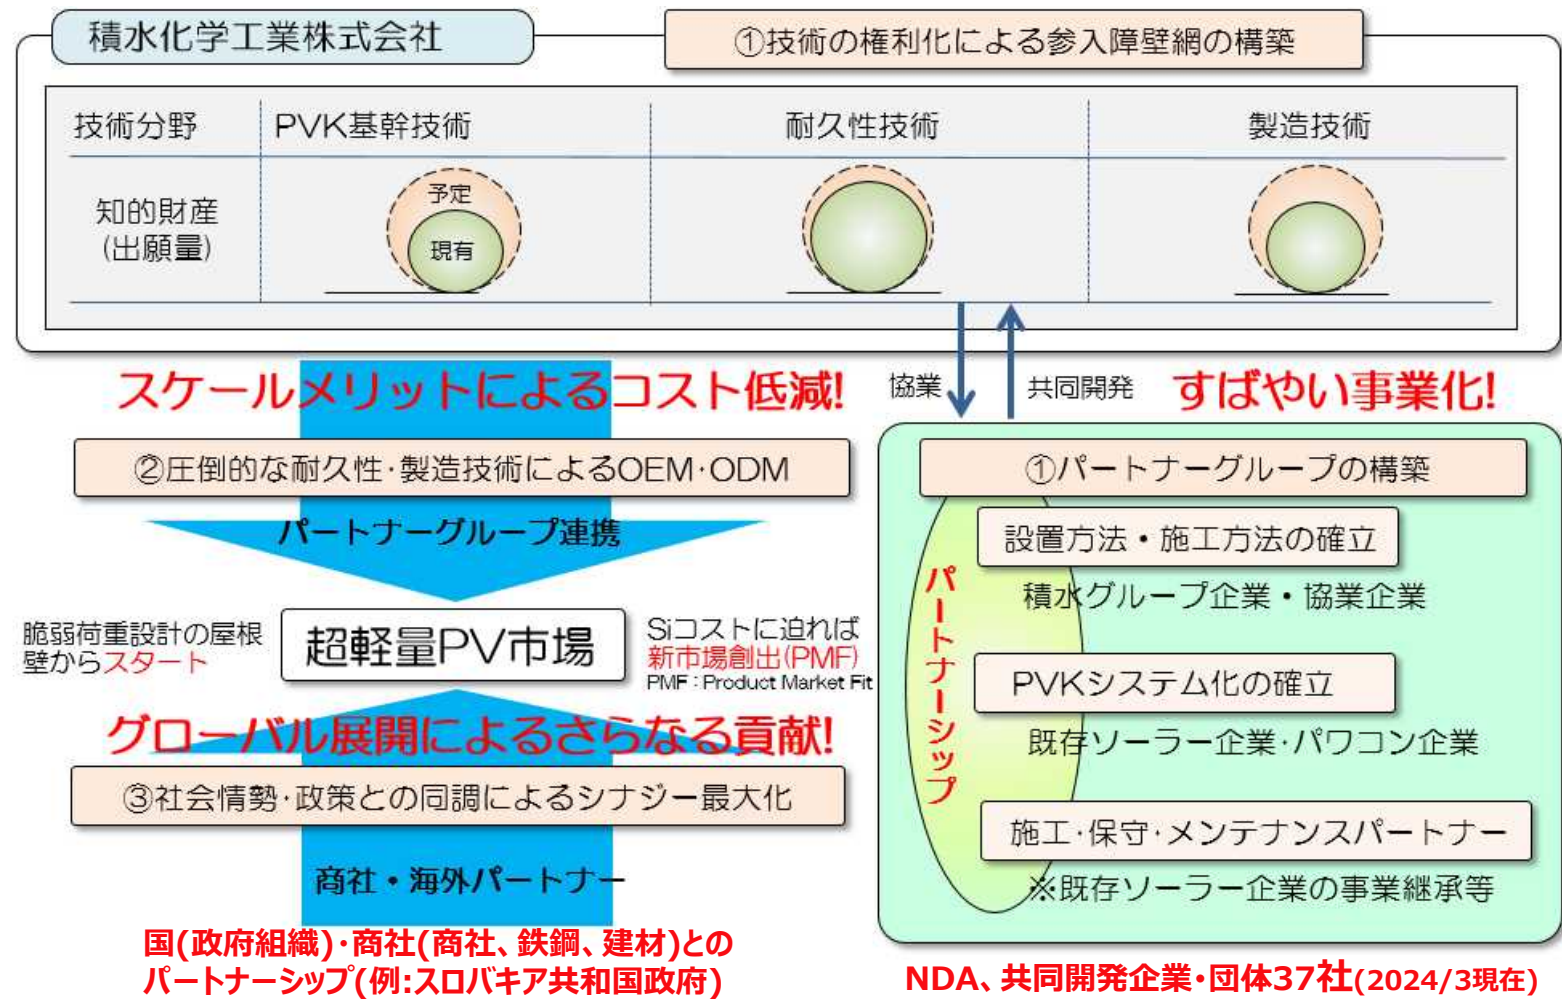 積水化学工業株式会社
①技術の権利化による参入障壁網の構築
技術分野
PVK基幹技術
耐久性技術
製造技術
知的財産
(出願量)
予定
現有
スケールメリットによるコスト低減!
協業
共同開発
すばやい事業化!
②圧倒的な耐久性・製造技術によるOEM・ODM
パートナーグループ連携
脆弱荷重設計の屋根
壁からスタート
超軽量PV市場
Siコストに迫れば
新市場創出(PMF)
PMF:Product Market Fit
グローバル展開によるさらなる貢献!
③社会情勢・政策との同調によるシナジー最大化
商社・海外パートナー
国(政府組織)・商社(商社、鉄鋼、建材)との
パートナーシップ(例:スロバキア共和国政府)
①パートナーグループの構築
パートナーシップ
設置方法・施工方法の確立
積水グループ企業・協業企業
PVKシステム化の確立
既存ソーラー企業・パワコン企業
施工・保守・メンテナンスパートナー
※既存ソーラー企業の事業継承等
NDA、共同開発企業・団体37社(2024/3現在)